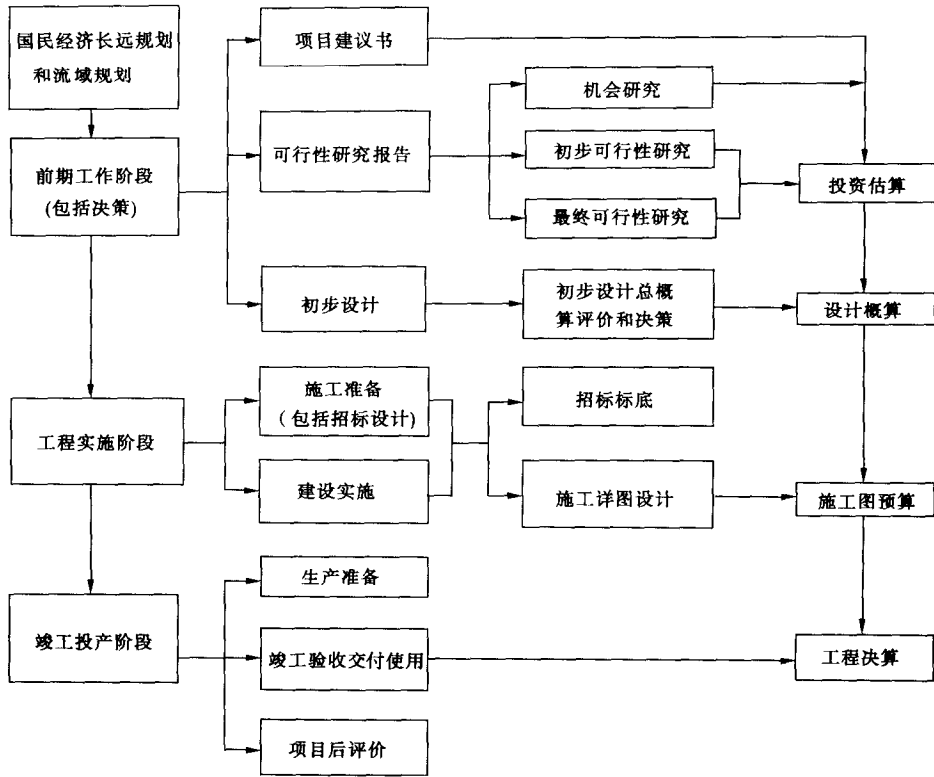 国民经济长远规划
和流域规划
项目建议书
机会研究
可行性研究报告
初步可行性研究
前期工作阶段
(包括决策)
投资估算
最终可行性研究
初步设计
初步设计总概
算评价和决策
设计概算
施工准备
(包括招标设计)
招标标底
工程实施阶段
建设实施
施工详图设计
施工图预算
生产准备
竣工投产阶段
竣工验收交付使用
工程决算
项目后评价